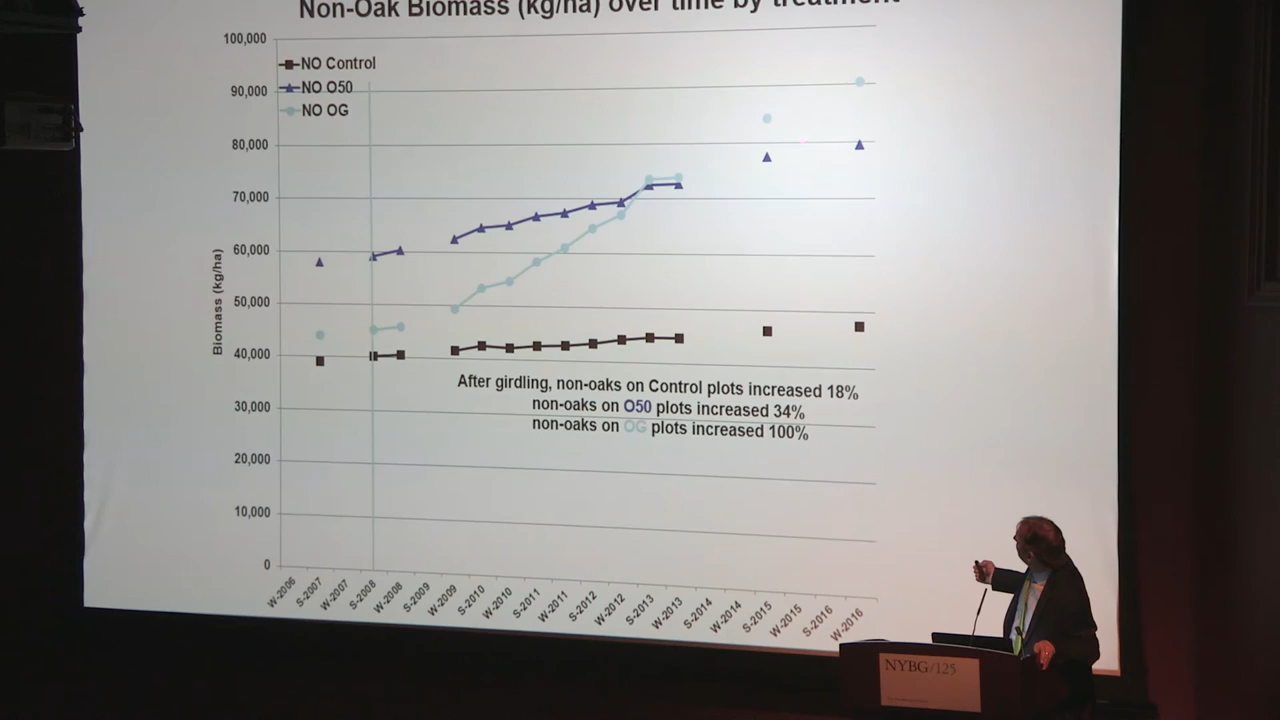 Non-Oak Biomass (kg/ha) over time by treatment
100,000
90,000
80,000
70,000
60,000
50,000
40,000
30,000
20,000
10,000
0
Biomass (kg/ha)
NO Control
NO O50
NO OG
After girdling, non-oaks on Control plots increased 18%
non-oaks on O50 plots increased 34%
non-oaks on OG plots increased 100%
W-2006
S-2007
W-2007
S-2008
W-2008
S-2009
W-2009
S-2010
W-2010
S-2011
W-2011
S-2012
W-2012
S-2013
W-2013
S-2014
W-2014
S-2015
W-2015
S-2016
W-2016
NYBG/125